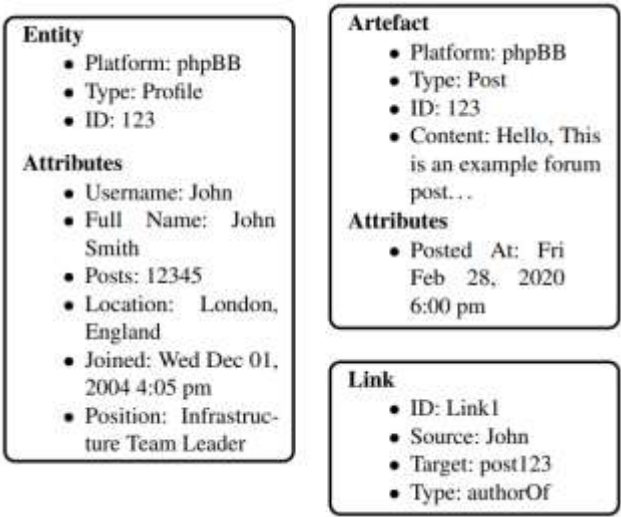 Entity
• Platform: phpBB
• Type: Profile
• ID: 123
Attributes
• Username: John
• Full Name: John
Smith
• Posts: 12345
• Location: London,
England
• Joined: Wed Dec 01,
2004 4:05 pm
• Position: Infrastruc-
ture Team Leader
Artefact
• Platform: phpBB
• Type: Post
• ID: 123
• Content: Hello, This
is an example forum
post...
Attributes
• Posted At: Fri
Feb 28, 2020
6:00 pm
Link
• ID: Link1
• Source: John
• Target: post123
• Type: authorOf